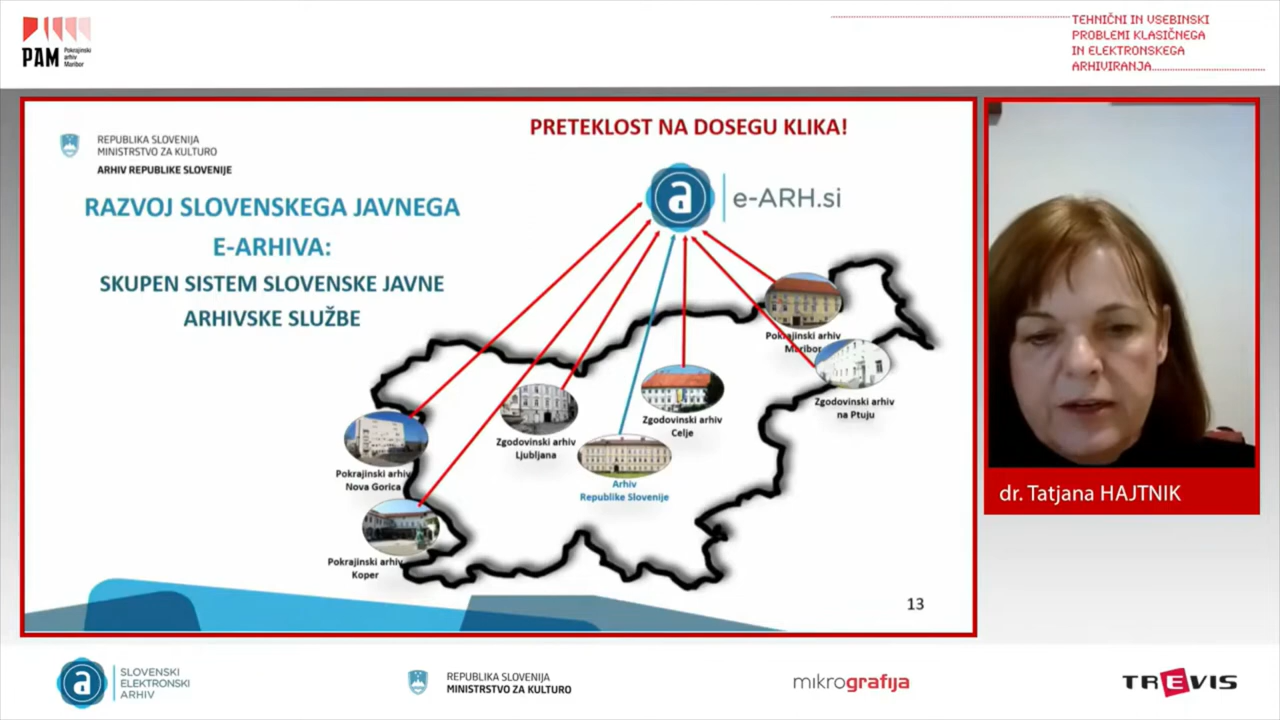 PAM
Pokrajinski
arhiv
Maribor
TEHNIČNI IN VSEBINSKI
PROBLEMI KLASIČNEGA
IN ELEKTRONSKEGA
ARHIVIRANJA
REPUBLIKA SLOVENIJA
MINISTRSTVO ZA KULTURO
ARHIV REPUBLIKE SLOVENIJE
PRETEKLOST NA DOSEGU KLIKA!
a
e-ARH.si
RAZVOJ SLOVENSKEGA JAVNEGA
E-ARHIVA:
SKUPEN SISTEM SLOVENSKE JAVNE
ARHIVSKE SLUŽBE
Pokrajinski arhiv
Maribor
Zgodovinski arhiv
na Ptuju
Zgodovinski arhiv
Celje
Zgodovinski arhiv
Ljubljana
Arhiv
Republike Slovenije
Pokrajinski arhiv
Nova Gorica
Pokrajinski arhiv
Koper
13
dr. Tatjana HAJTNIK
a
SLOVENSKI
ELEKTRONSKI
ARHIV
REPUBLIKA SLOVENIJA
MINISTRSTVO ZA KULTURO
mikrografija
TREVIS